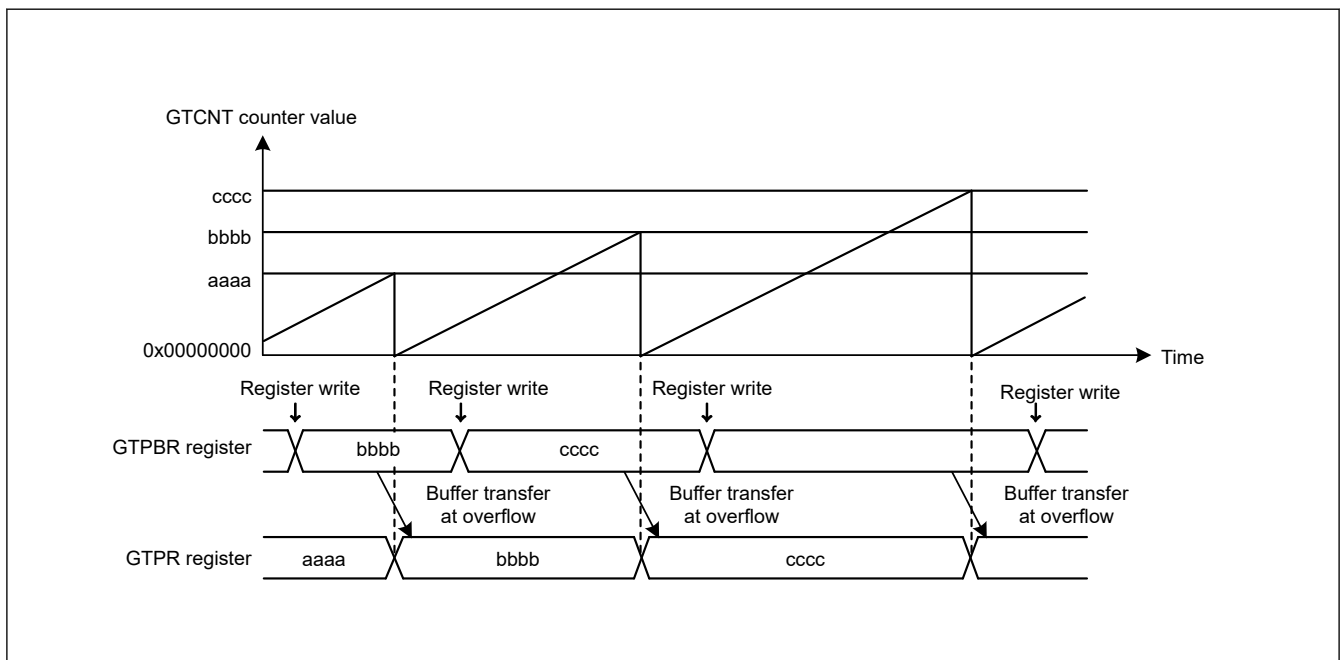 GTCNT counter value
cccc
bbbb
aaaa
0x00000000
Time
Register write
Register write
Register write
Register write
GTPBR register
bbbb
cccc
Buffer transfer
at overflow
Buffer transfer
at overflow
Buffer transfer
at overflow
GTPR register
aaaa
bbbb
cccc